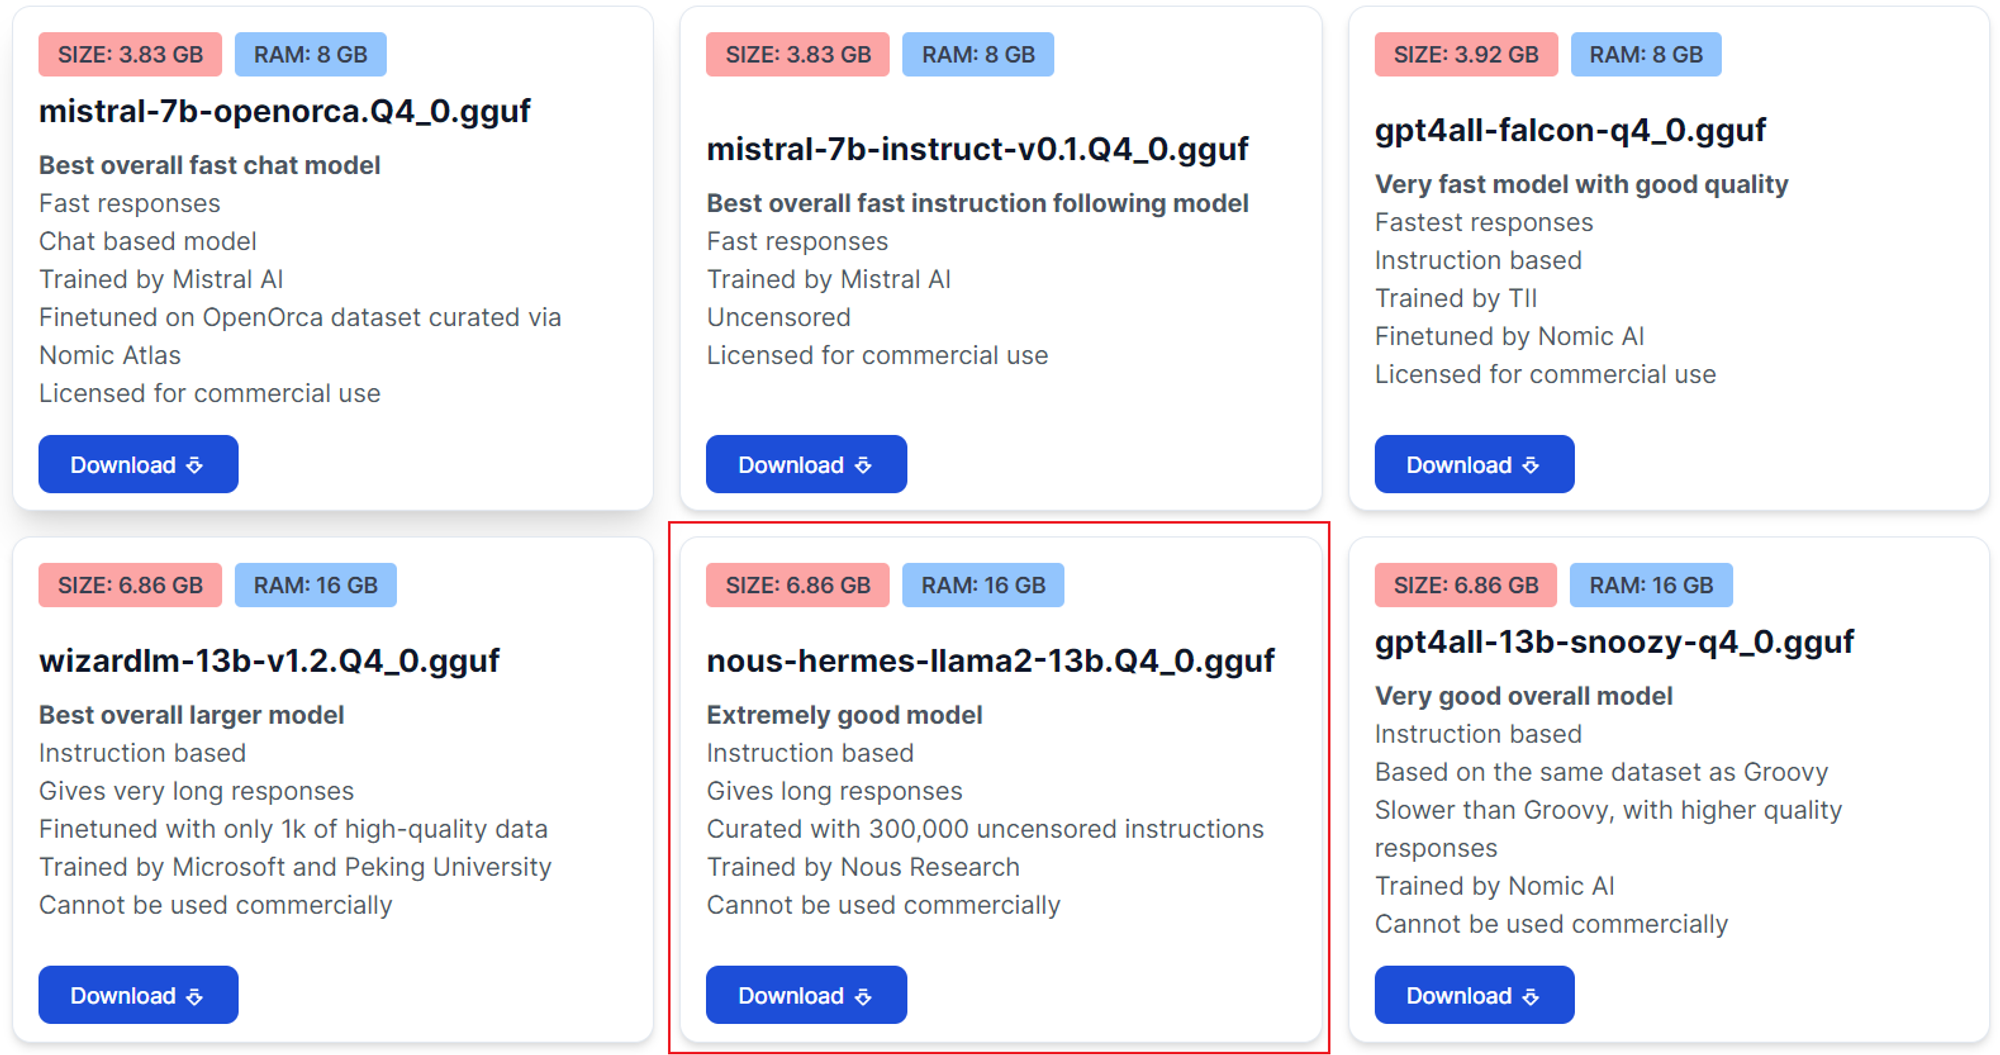 SIZE: 3.83 GB RAM: 8 GB
mistral-7b-openorca.Q4_0.gguf
Best overall fast chat model
Fast responses
Chat based model
Trained by Mistral AI
Finetuned on OpenOrca dataset curated via
Nomic Atlas
Licensed for commercial use
Download
SIZE: 3.83 GB RAM: 8 GB
mistral-7b-instruct-v0.1.Q4_0.gguf
Best overall fast instruction following model
Fast responses
Trained by Mistral AI
Uncensored
Licensed for commercial use
Download
SIZE: 3.92 GB RAM: 8 GB
gpt4all-falcon-q4_0.gguf
Very fast model with good quality
Fastest responses
Instruction based
Trained by TII
Finetuned by Nomic AI
Licensed for commercial use
Download
SIZE: 6.86 GB RAM: 16 GB
wizardlm-13b-v1.2.Q4_0.gguf
Best overall larger model
Instruction based
Gives very long responses
Finetuned with only 1k of high-quality data
Trained by Microsoft and Peking University
Cannot be used commercially
Download
SIZE: 6.86 GB RAM: 16 GB
nous-hermes-llama2-13b.Q4_0.gguf
Extremely good model
Instruction based
Gives long responses
Curated with 300,000 uncensored instructions
Trained by Nous Research
Cannot be used commercially
Download
SIZE: 6.86 GB RAM: 16 GB
gpt4all-13b-snoozy-q4_0.gguf
Very good overall model
Instruction based
Based on the same dataset as Groovy
Slower than Groovy, with higher quality
responses
Trained by Nomic AI
Cannot be used commercially
Download